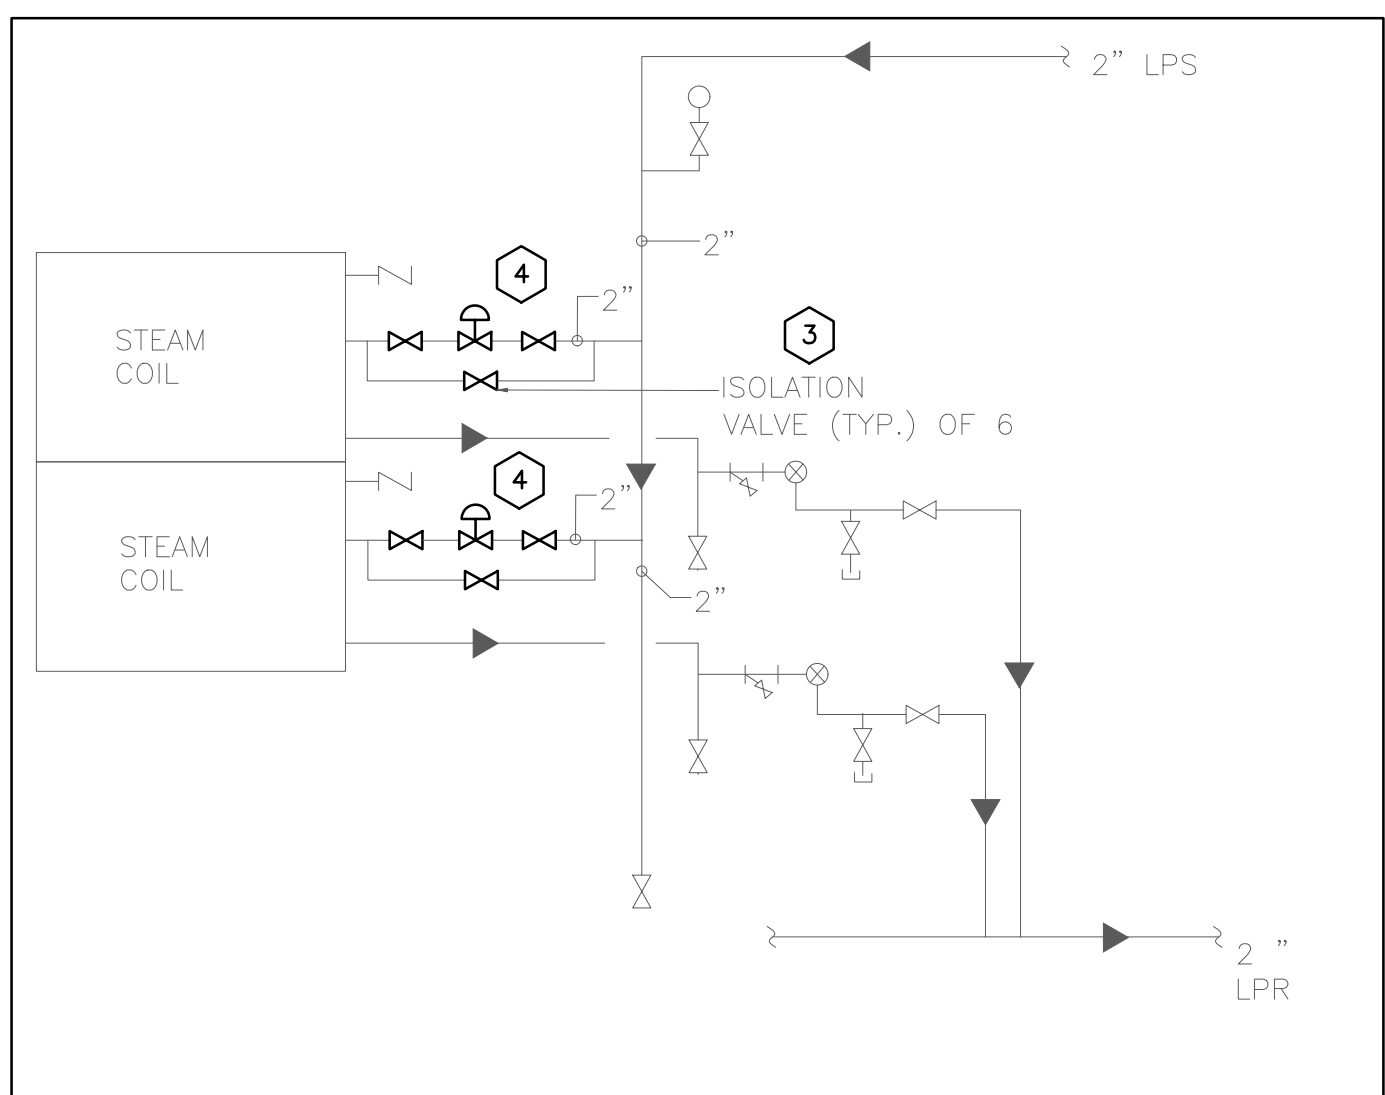 2” LPS
2”
4
2”
3
STEAM
COIL
ISOLATION
VALVE (TYP.) OF 6
4
2”
STEAM
COIL
2”
2 ”
LPR